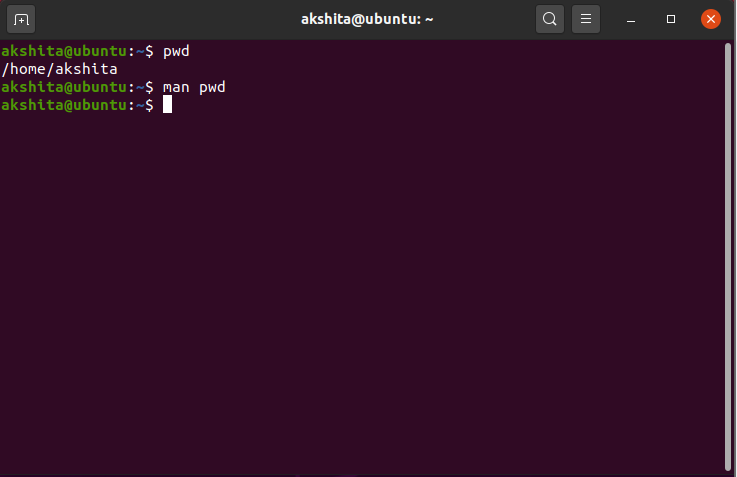 akshita@ubuntu: ~
akshita@ubuntu:~$ pwd
/home/akshita
akshita@ubuntu:~$ man pwd
akshita@ubuntu:~$